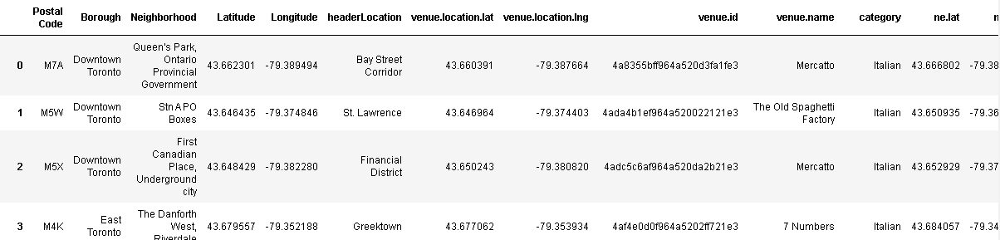 Postal Code Borough Neighborhood Latitude Longitude headerLocation venue.location.lat venue.location.lng venue.id venue.name category ne.lat
0 M7A Downtown Toronto Queen's Park, Ontario Provincial Government 43.662301 -79.389494 Bay Street Corridor 43.660391 -79.387664 4a8355bff964a520d3fa1fe3 Mercatto Italian 43.666802 -79.38
1 M5W Downtown Toronto Stn A PO Boxes 43.646435 -79.374846 St. Lawrence 43.646964 -79.374403 4ada4b1ef964a520022121e3 The Old Spaghetti Factory Italian 43.650935 -79.36
2 M5X Downtown Toronto First Canadian Place, Underground city 43.648429 -79.382280 Financial District 43.650243 -79.380820 4adc5c6af964a520da2b21e3 Mercatto Italian 43.652929 -79.37
3 M4K East Toronto The Danforth West, Riverdale 43.679557 -79.352188 Greektown 43.677062 -79.353934 4af4e0d0f964a5202ff721e3 7 Numbers Italian 43.684057 -79.34